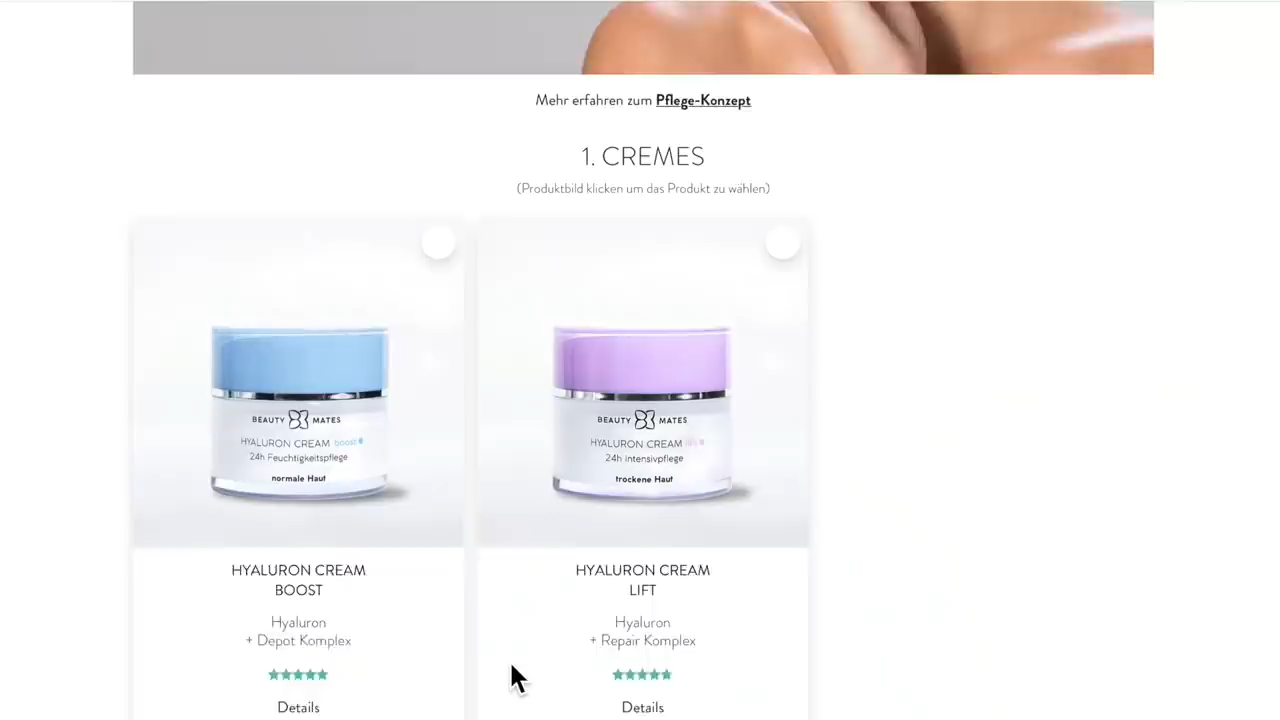 Mehr erfahren zum Pflege-Konzept
1. CREMES
(Produktbild klicken um das Produkt zu wählen)
BEAUTY MATES
HYALURON CREAM boost
24h Feuchtigkeitspflege
normale Haut
BEAUTY MATES
HYALURON CREAM lift
24h Intensivpflege
trockene Haut
HYALURON CREAM
BOOST
Hyaluron
+ Depot Komplex
Details
HYALURON CREAM
LIFT
Hyaluron
+ Repair Komplex
Details